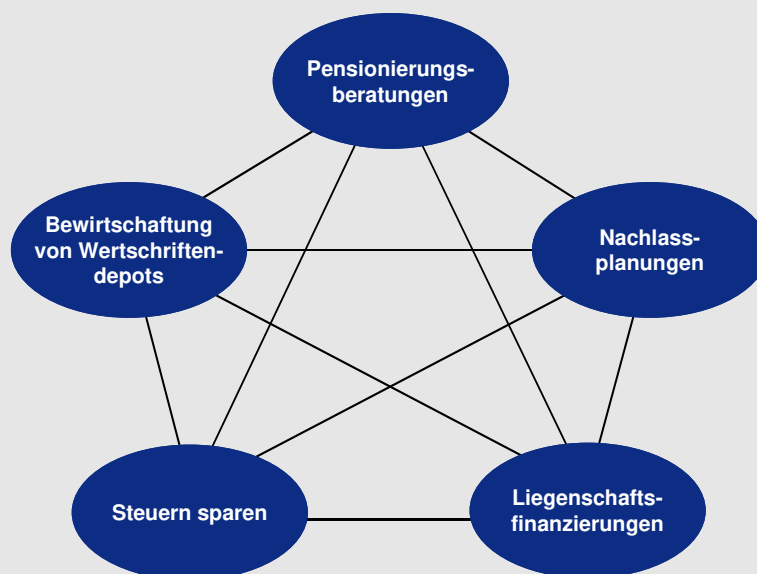 Pensionierungs-
beratungen
Bewirtschaftung
von Wertschriften-
depots
Nachlass-
planungen
Steuern sparen
Liegenschafts-
finanzierungen